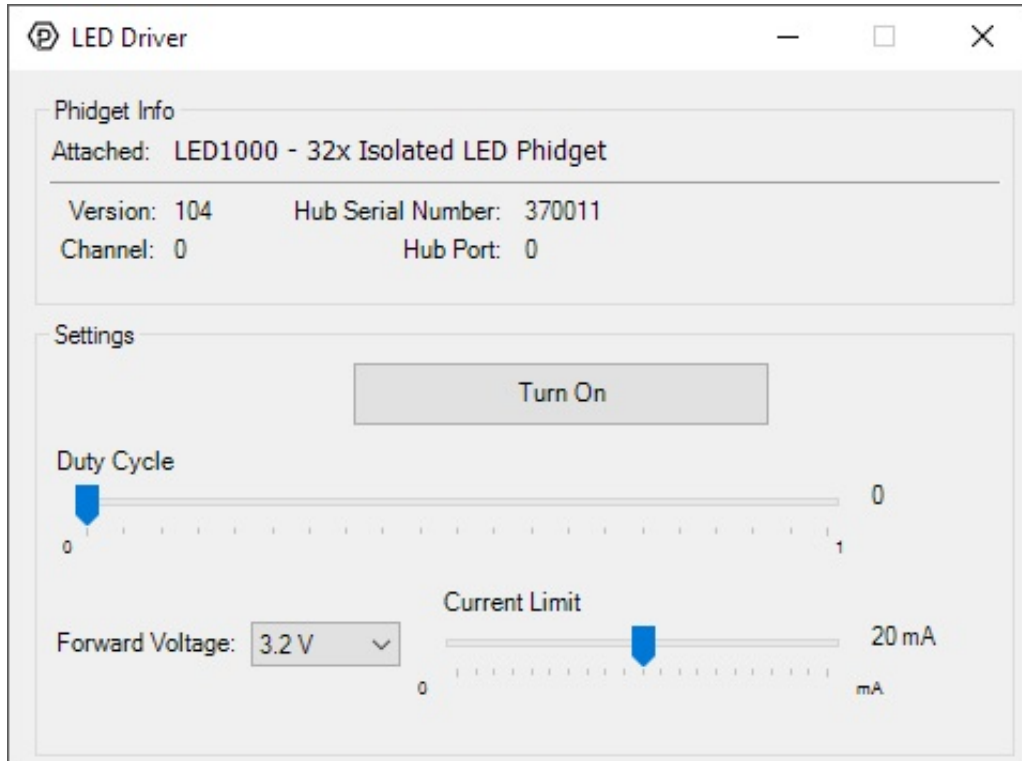 LED Driver
Phidget Info
Attached: LED1000 - 32x Isolated LED Phidget
Version: 104 Hub Serial Number: 370011
Channel: 0 Hub Port: 0
Settings
Turn On
Duty Cycle
0
0 1
Current Limit
Forward Voltage: 3.2 V 20 mA
0 mA